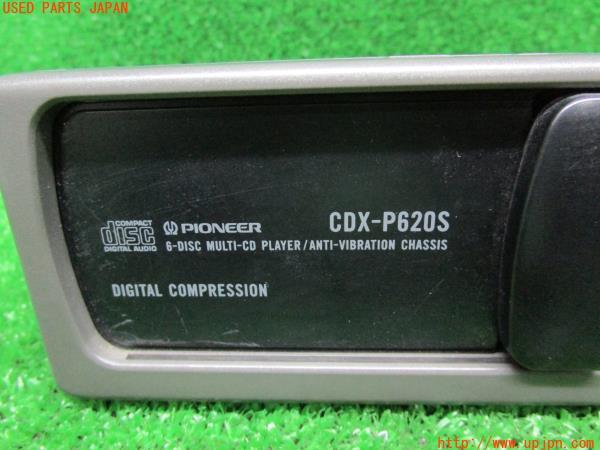 USED PARTS JAPAN
COMPACT
disc
DIGITAL AUDIO
PIONEER
CDX-P620S
6-DISC MULTI-CD PLAYER/ANTI-VIBRATION CHASSIS
DIGITAL COMPRESSION
http://www.upjpn.com/